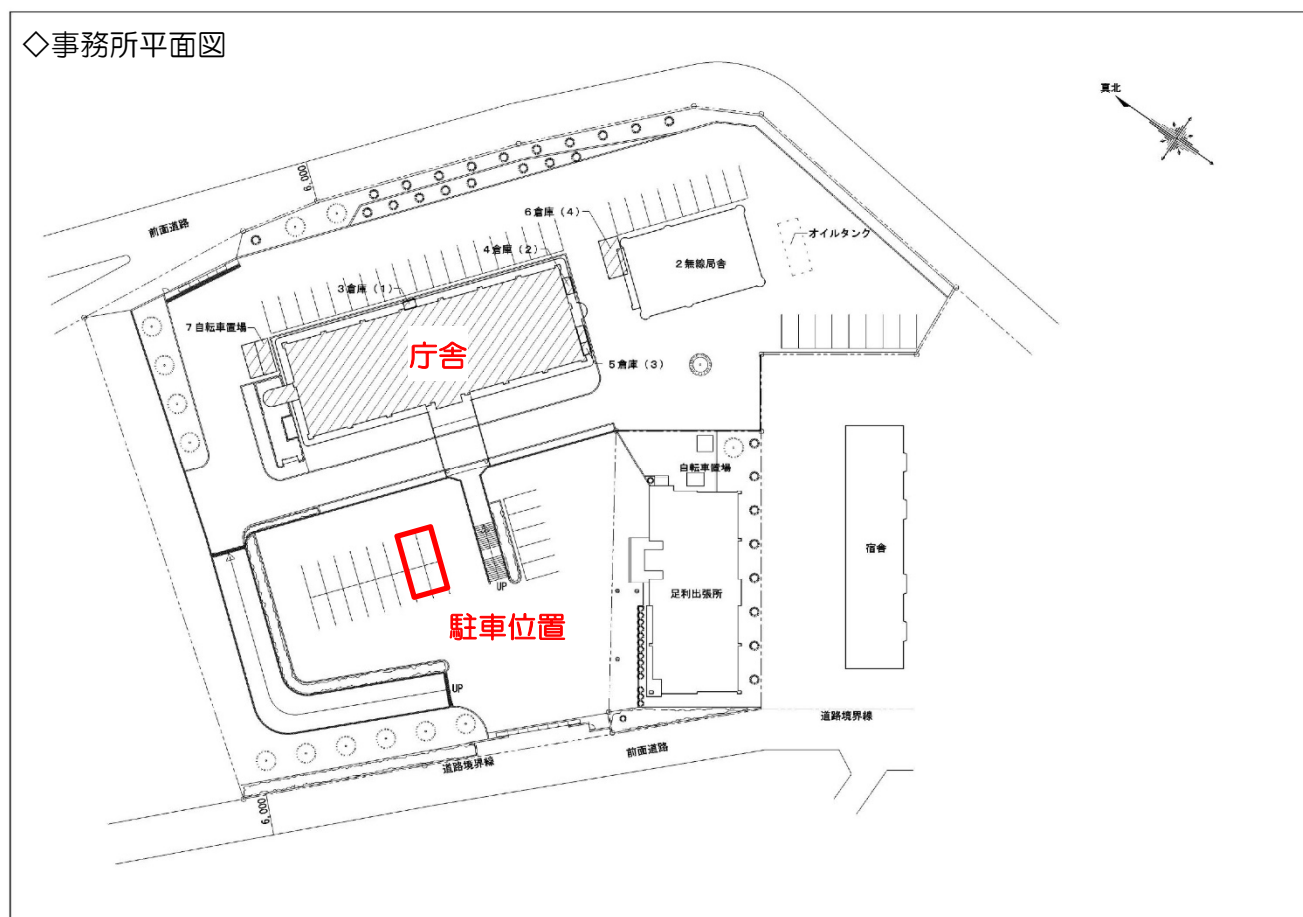 ◇事務所平面図
真北
6,000
前面道路
6倉庫（4）
オイルタンク
4倉庫（2）
2無線局舎
3倉庫（1）
7自転車置場
庁舎
5倉庫（3）
自転車置場
宿舎
UP
足利出張所
駐車位置
UP
道路境界線
前面道路
道路境界線
6,000